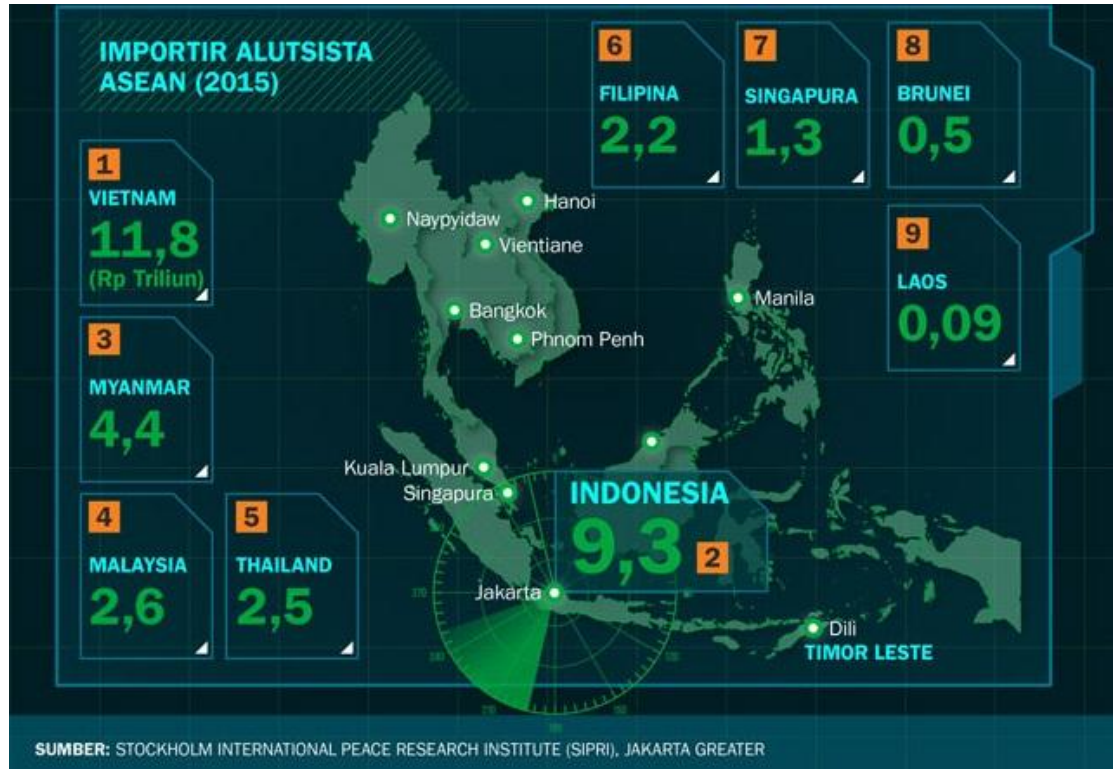 IMPORTIR ALUTSISTA
ASEAN (2015)
1
VIETNAM
11,8
(Rp Triliun)
3
MYANMAR
4,4
4
MALAYSIA
2,6
5
THAILAND
2,5
6
FILIPINA
2,2
7
SINGAPURA
1,3
8
BRUNEI
0,5
9
LAOS
0,09
Naypyidaw
Hanoi
Vientiane
Bangkok
Phnom Penh
Manila
Kuala Lumpur
Singapura
INDONESIA
9,3
2
Jakarta
Dili
TIMOR LESTE
SUMBER: STOCKHOLM INTERNATIONAL PEACE RESEARCH INSTITUTE (SIPRI), JAKARTA GREATER